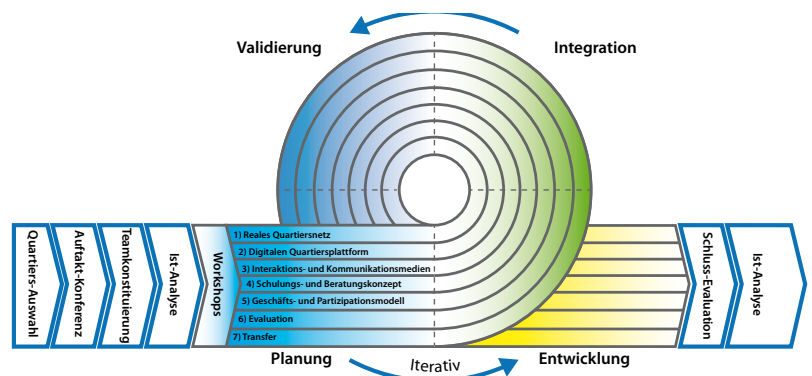 Validierung
Integration
Quartiers-Auswahl
Auftakt-Konferenz
Teamkonstituierung
Ist-Analyse
Workshops
1) Reales Quartiersnetz
2) Digitalen Quartiersplattform
3) Interaktions- und Kommunikationsmedien
4) Schulungs- und Beratungskonzept
5) Geschäfts- und Partizipationsmodell
6) Evaluation
7) Transfer
Schluss-Evaluation
Ist-Analyse
Planung
Iterativ
Entwicklung